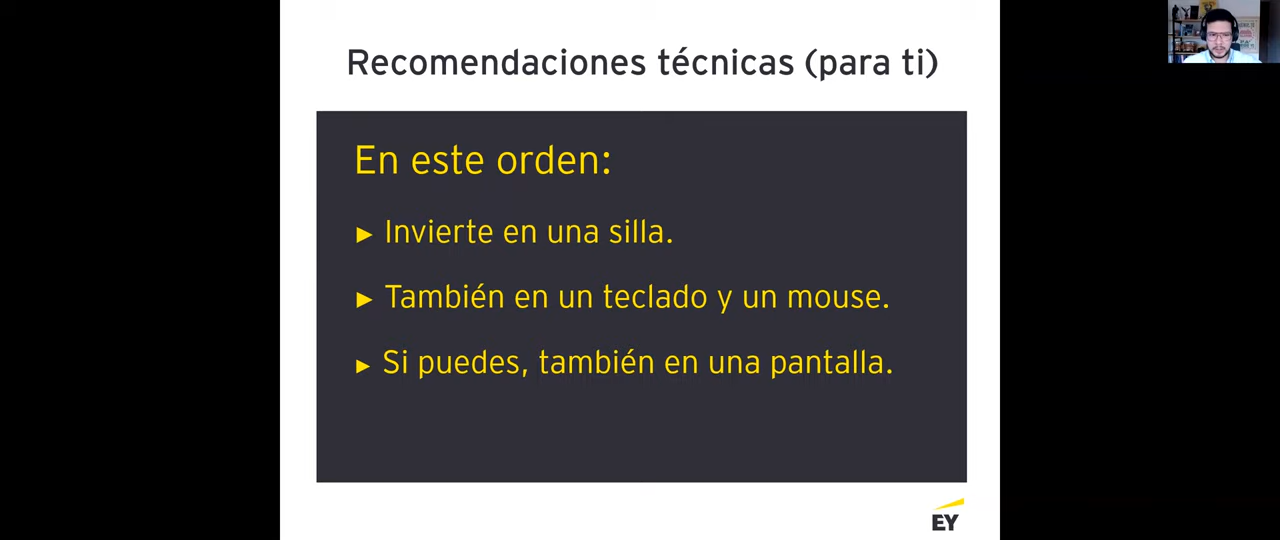 Recomendaciones técnicas (para ti)
En este orden:
► Invierte en una silla.
► También en un teclado y un mouse.
► Si puedes, también en una pantalla.
EY